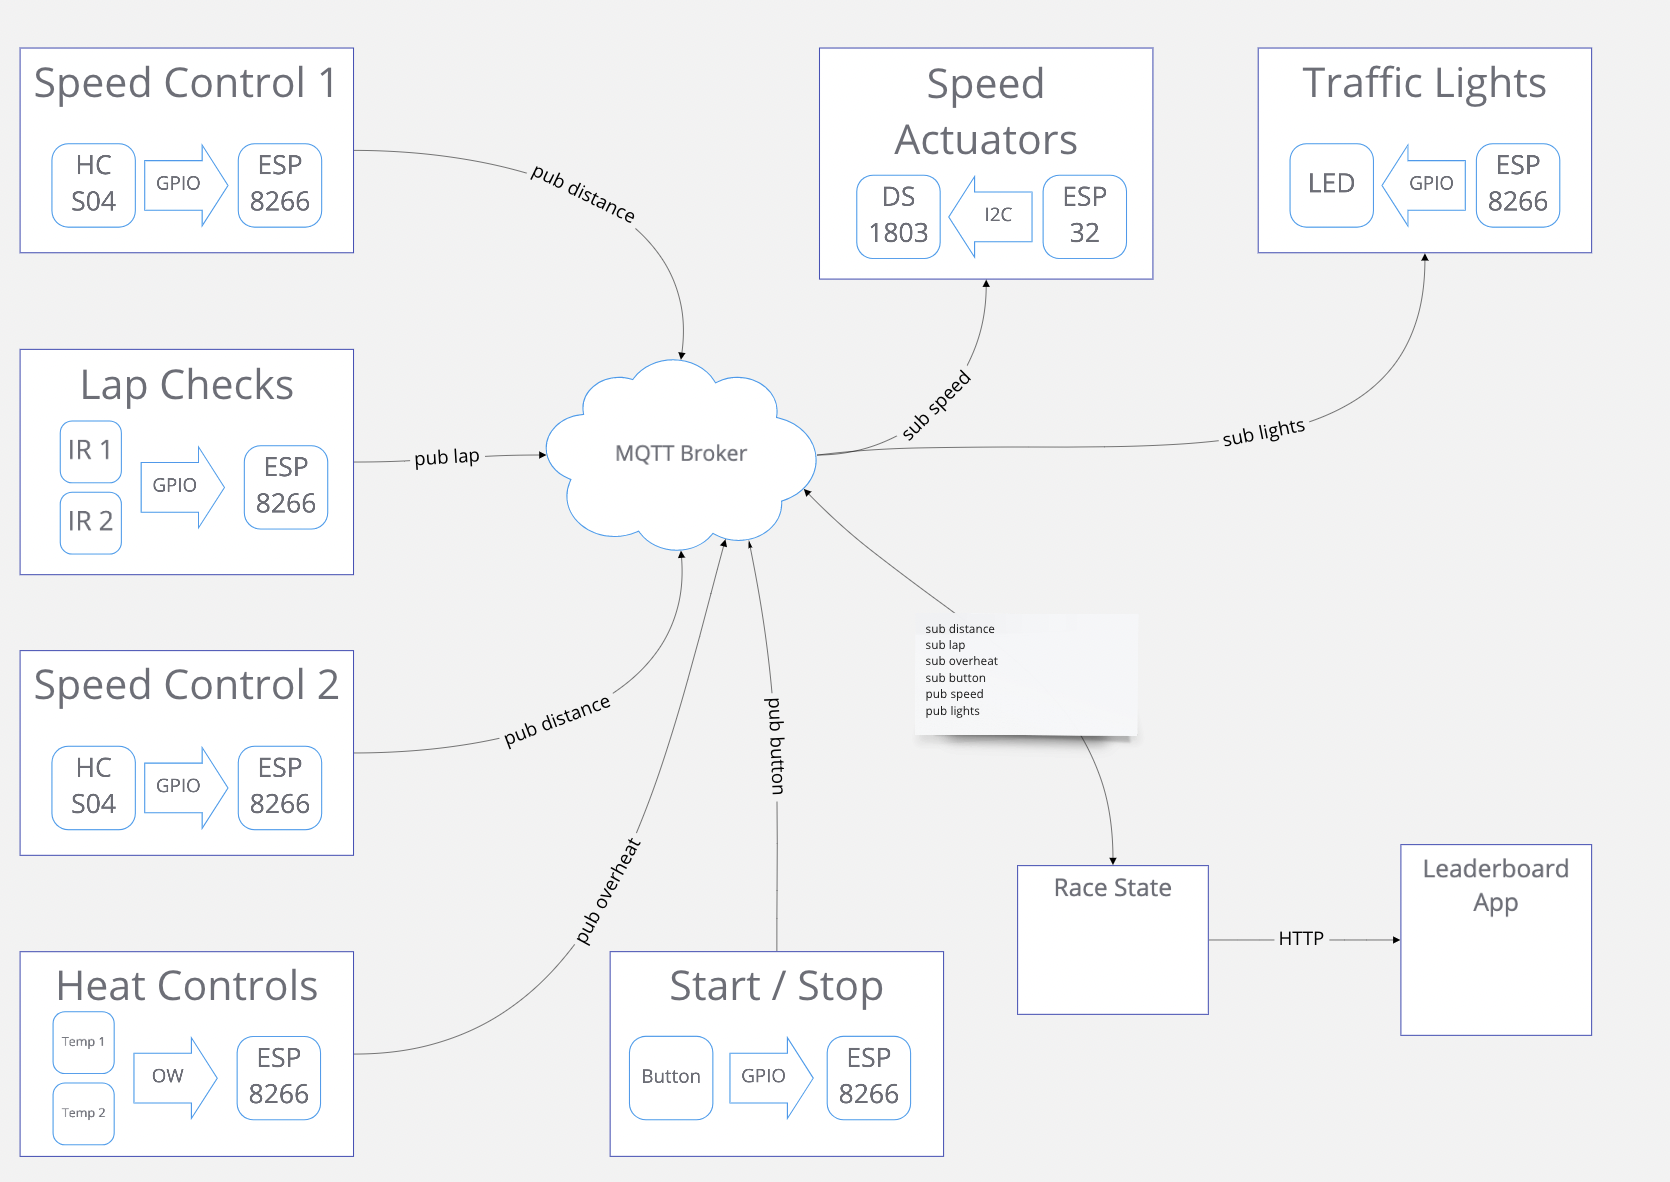 Speed Control 1
HC
S04
GPIO
ESP
8266
pub distance
Speed
Actuators
DS
1803
I2C
ESP
32
Traffic Lights
LED
GPIO
ESP
8266
Lap Checks
IR 1
IR 2
GPIO
ESP
8266
pub lap
MQTT Broker
sub speed
sub lights
Speed Control 2
HC
S04
GPIO
ESP
8266
pub distance
pub button
sub distance
sub lap
sub overheat
sub button
pub speed
pub lights
pub overheat
Race State
HTTP
Leaderboard
App
Heat Controls
Temp 1
Temp 2
OW
ESP
8266
Start / Stop
Button
GPIO
ESP
8266